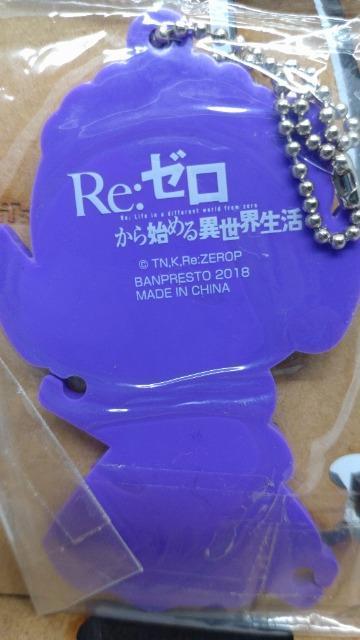 Re:ゼロ
Re: Life in a different world from zero
から始める異世界生活
© TN,K,Re:ZEROP
BANPRESTO 2018
MADE IN CHINA